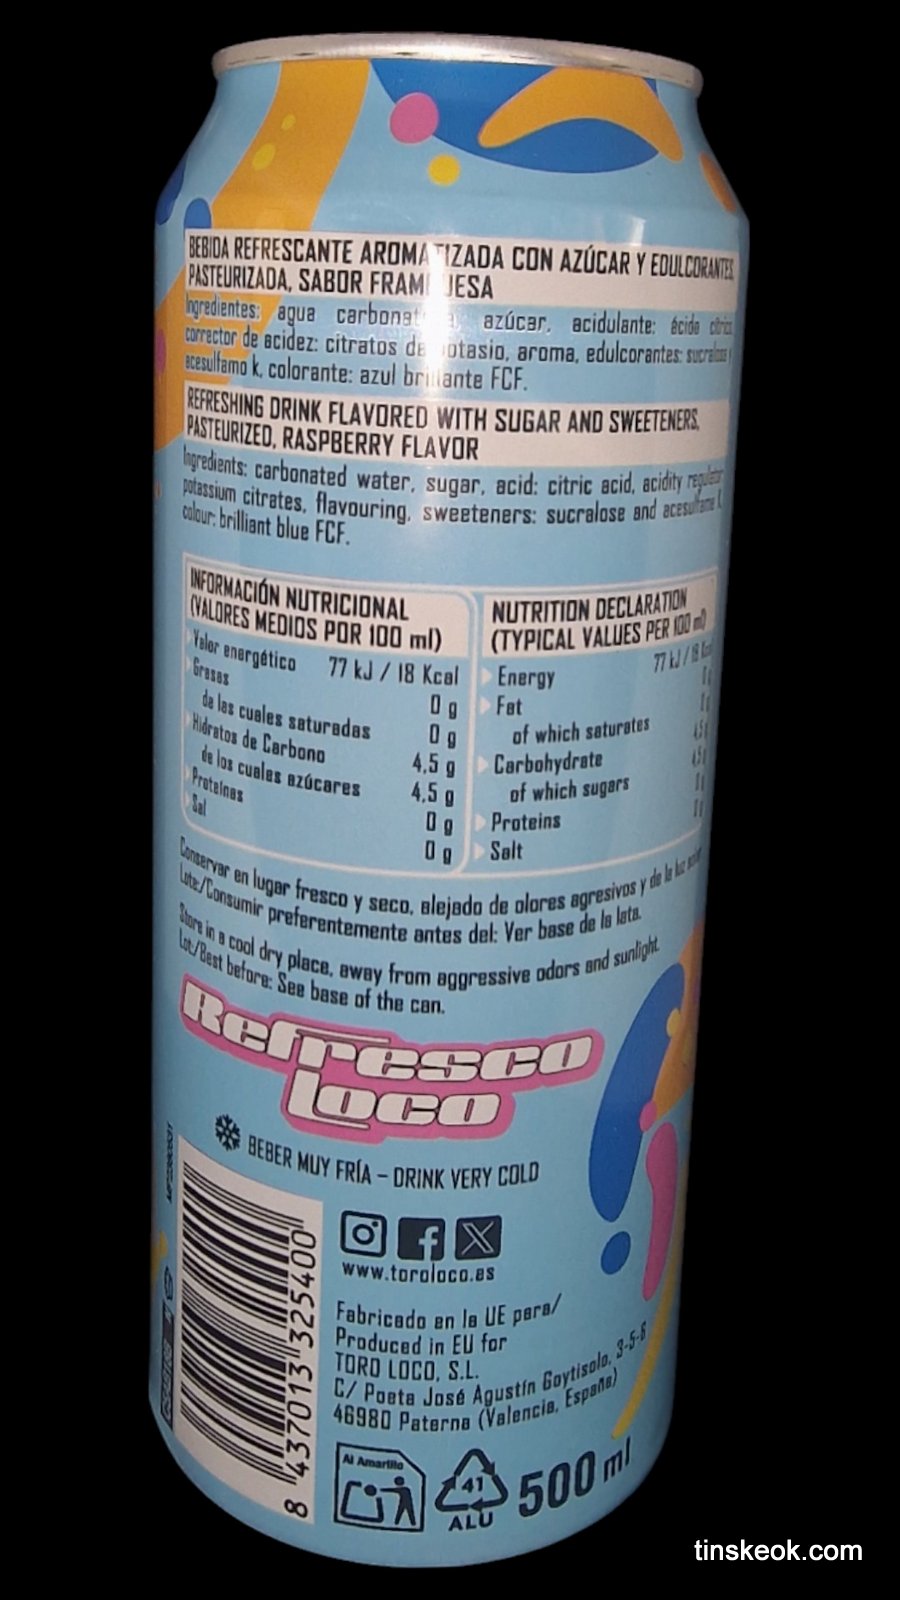 BEBIDA REFRESCANTE AROMATIZADA CON AZÚCAR Y EDULCORANTES,
PASTEURIZADA, SABOR FRAMBUESA
Ingredientes: agua carbonatada, azúcar, acidulante: ácido cítrico,
corrector de acidez: citratos de potasio, aroma, edulcorantes: sucralosa y
acesulfamo k, colorante: azul brillante FCF.
REFRESHING DRINK FLAVORED WITH SUGAR AND SWEETENERS,
PASTEURIZED, RASPBERRY FLAVOR
Ingredients: carbonated water, sugar, acid: citric acid, acidity regulator:
potassium citrates, flavouring, sweeteners: sucralose and acesulfame K,
colour: brilliant blue FCF.
INFORMACIÓN NUTRICIONAL
(VALORES MEDIOS POR 100 ml)
Valor energético 77 kJ / 18 Kcal
Grasas 0 g
de las cuales saturadas 0 g
Hidratos de Carbono 4,5 g
de los cuales azúcares 4,5 g
Proteínas 0 g
Sal 0 g
NUTRITION DECLARATION
(TYPICAL VALUES PER 100 ml)
Energy 77 kJ / 18 Kcal
Fat 0 g
of which saturates 0 g
Carbohydrate 4,5 g
of which sugars 4,5 g
Proteins 0 g
Salt 0 g
Conservar en lugar fresco y seco, alejado de olores agresivos y de la luz solar.
Lote:/Consumir preferentemente antes del: Ver base de la lata.
Store in a cool dry place, away from aggressive odors and sunlight.
Lot:/Best before: See base of the can.
Refresco
Loco
BEBER MUY FRÍA – DRINK VERY COLD
www.toroloco.es
Fabricado en la UE para/
Produced in EU for
TORO LOCO, S.L.
C/ Poeta José Agustín Goytisolo, 3-5-6
46980 Paterna (Valencia, España)
8 437013 325400
Al Amarillo
41
ALU
500 ml
tinskeok.com